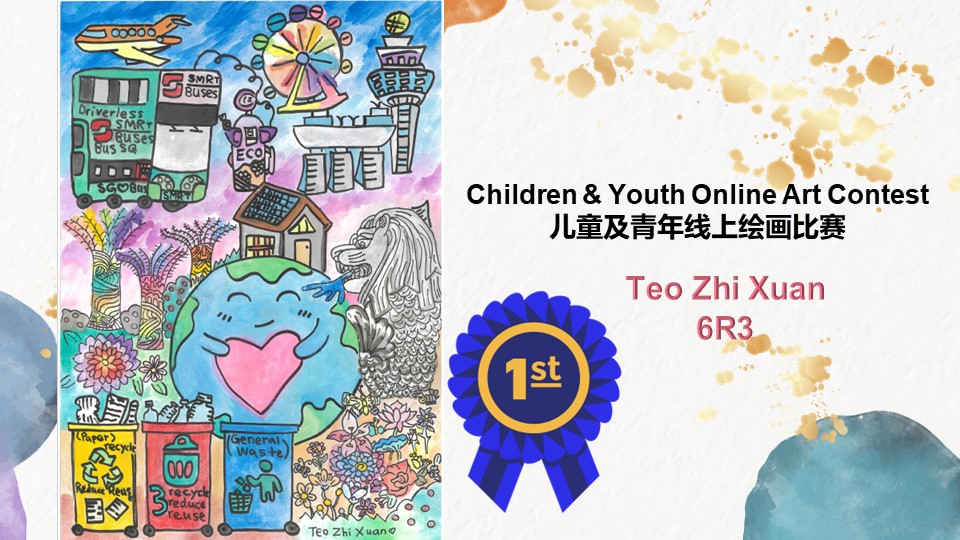 SMRT
Buses
Driverless
SMRT
Buses
Bus SG
SG♥Bus
SMRT
ECO
(Paper)
recycle
Reduce Reuse
3 recycle
reduce
reuse
(General
Waste)
Teo Zhi Xuan♡
Children & Youth Online Art Contest
儿童及青年线上绘画比赛
Teo Zhi Xuan
6R3
1st